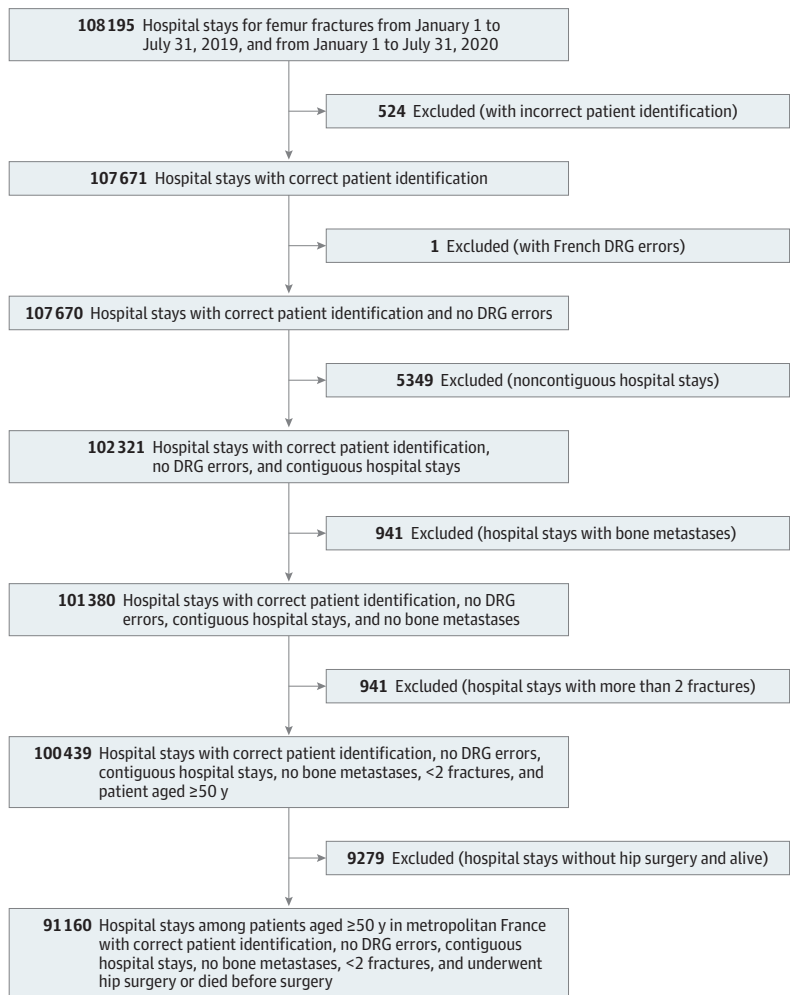 108195 Hospital stays for femur fractures from January 1 to
July 31, 2019, and from January 1 to July 31, 2020
524 Excluded (with incorrect patient identification)
107671 Hospital stays with correct patient identification
1 Excluded (with French DRG errors)
107670 Hospital stays with correct patient identification and no DRG errors
5349 Excluded (noncontiguous hospital stays)
102321 Hospital stays with correct patient identification,
no DRG errors, and contiguous hospital stays
941 Excluded (hospital stays with bone metastases)
101380 Hospital stays with correct patient identification, no DRG
errors, contiguous hospital stays, and no bone metastases
941 Excluded (hospital stays with more than 2 fractures)
100439 Hospital stays with correct patient identification, no DRG errors,
contiguous hospital stays, no bone metastases, <2 fractures, and
patient aged ≥50 y
9279 Excluded (hospital stays without hip surgery and alive)
91160 Hospital stays among patients aged ≥50 y in metropolitan France
with correct patient identification, no DRG errors, contiguous
hospital stays, no bone metastases, <2 fractures, and underwent
hip surgery or died before surgery